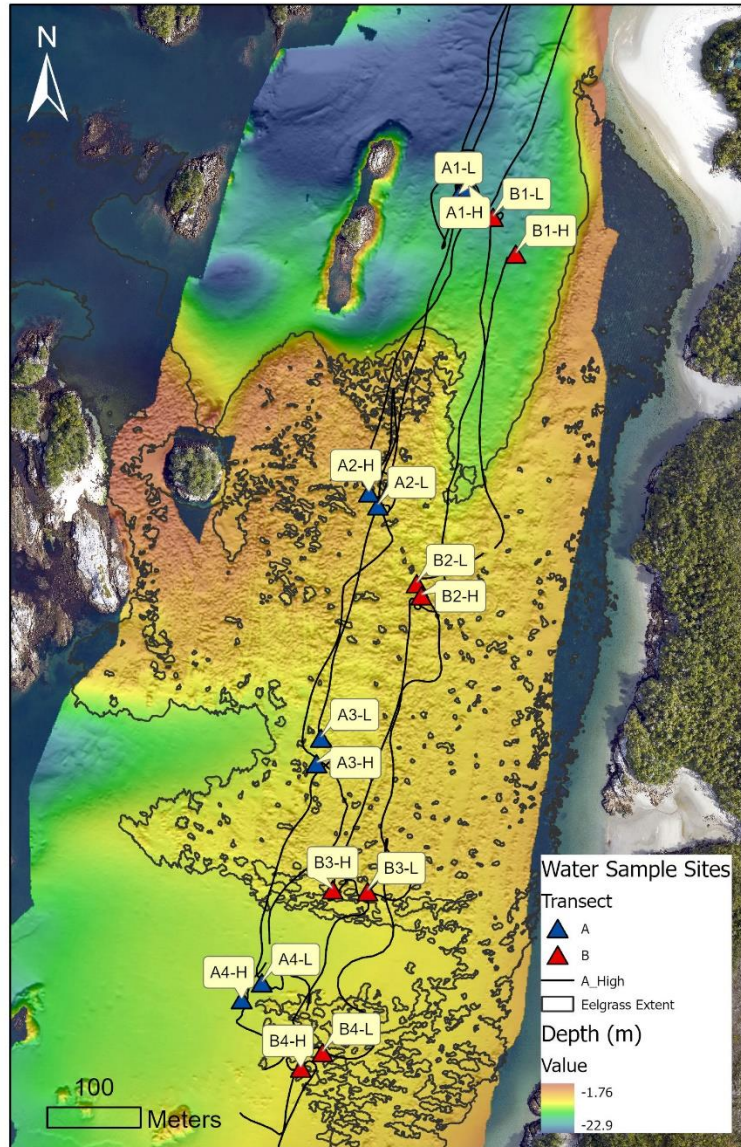 N
A1-L
A1-H
B1-L
B1-H
A2-H
A2-L
B2-L
B2-H
A3-L
A3-H
B3-H
B3-L
A4-H
A4-L
B4-H
B4-L
100
Meters
Water Sample Sites
Transect
A
B
A_High
Eelgrass Extent
Depth (m)
Value
-1.76
-22.9